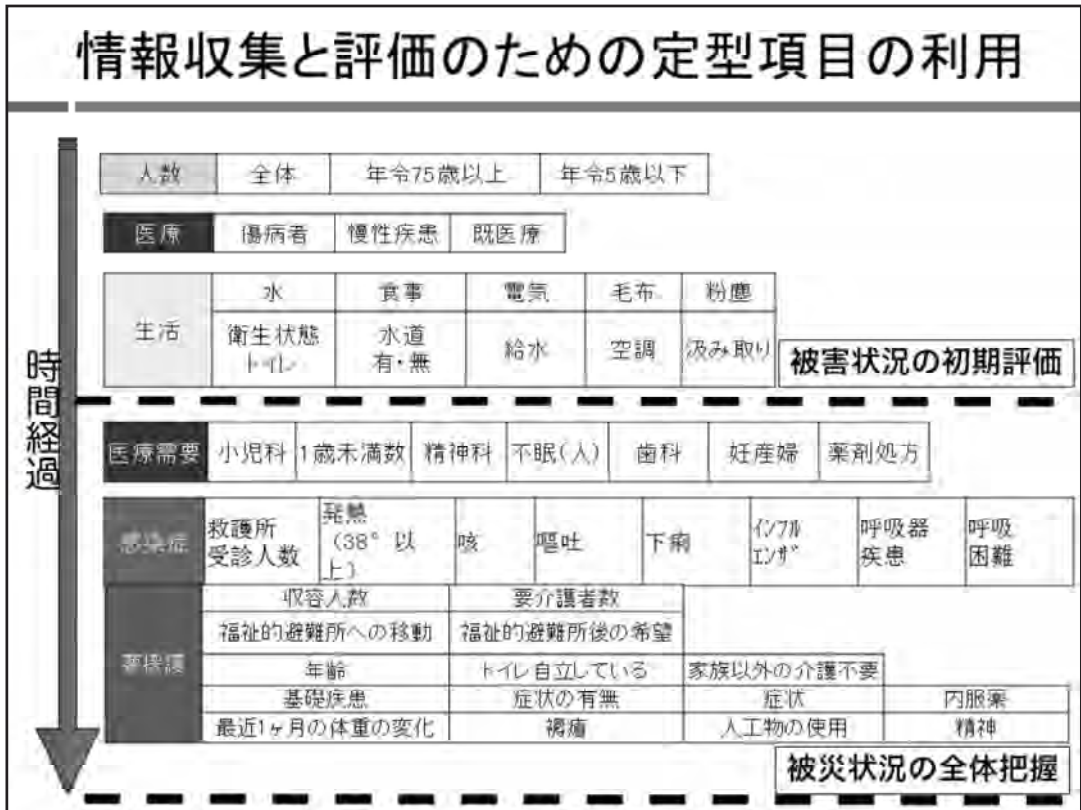 情報収集と評価のための定型項目の利用
時間経過
人数 全体 年令75歳以上 年令5歳以下
医療 傷病者 慢性疾患 既医療
生活
水 食事 電気 毛布 粉塵
衛生状態 水道 給水 空調 汲み取り
トイレ 有・無
被害状況の初期評価
医療需要 小児科 1歳未満数 精神科 不眠(人) 歯科 妊産婦 薬剤処方
感染症
救護所 発熱 咳 嘔吐 下痢 インフル 呼吸器 呼吸
受診人数 (38°以 エンザ 疾患 困難
上)
要援護
収容人数 要介護者数
福祉的避難所への移動 福祉的避難所後の希望
年齢 トイレ自立している 家族以外の介護不要
基礎疾患 症状の有無 症状 内服薬
最近1ヶ月の体重の変化 褥瘡 人工物の使用 精神
被災状況の全体把握